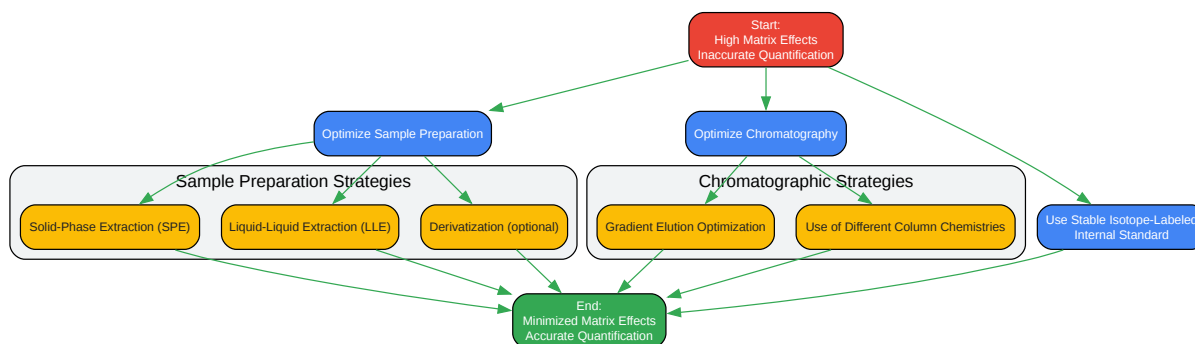 Start:
High Matrix Effects
Inaccurate Quantification
Optimize Sample Preparation
Optimize Chromatography
Sample Preparation Strategies
Chromatographic Strategies
Solid-Phase Extraction (SPE)
Liquid-Liquid Extraction (LLE)
Derivatization (optional)
Gradient Elution Optimization
Use of Different Column Chemistries
Use Stable Isotope-Labeled
Internal Standard
End:
Minimized Matrix Effects
Accurate Quantification